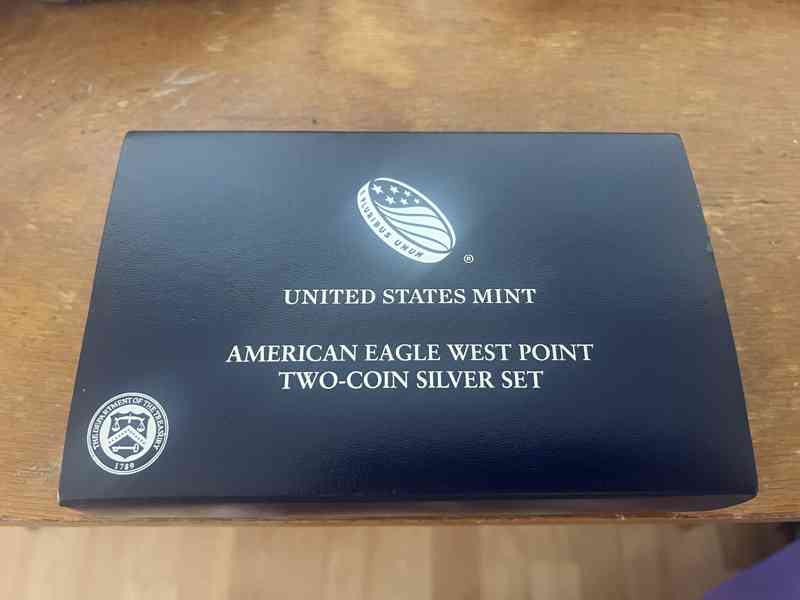 E PLURIBUS UNUM
®
UNITED STATES MINT
AMERICAN EAGLE WEST POINT
TWO-COIN SILVER SET
THE DEPARTMENT OF THE TREASURY
1789